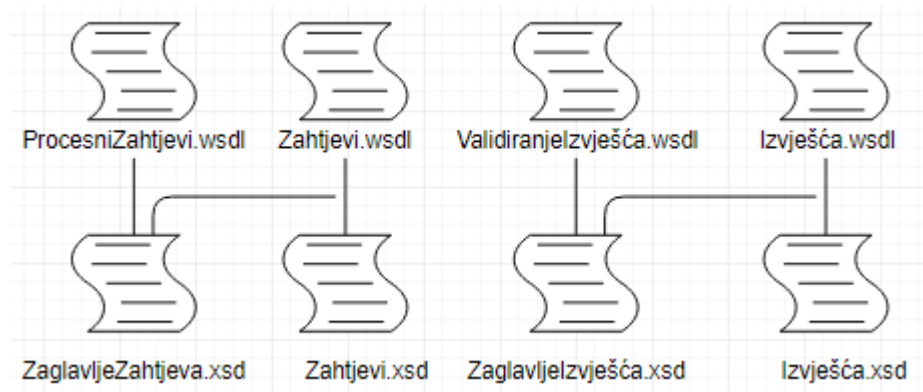 ProcesniZahtjevi.wsdl
Zahtjevi.wsdl
ValidiranjeIzvješća.wsdl
Izvješća.wsdl
ZaglavljeZahtjeva.xsd
Zahtjevi.xsd
ZaglavljeIzvješća.xsd
Izvješća.xsd